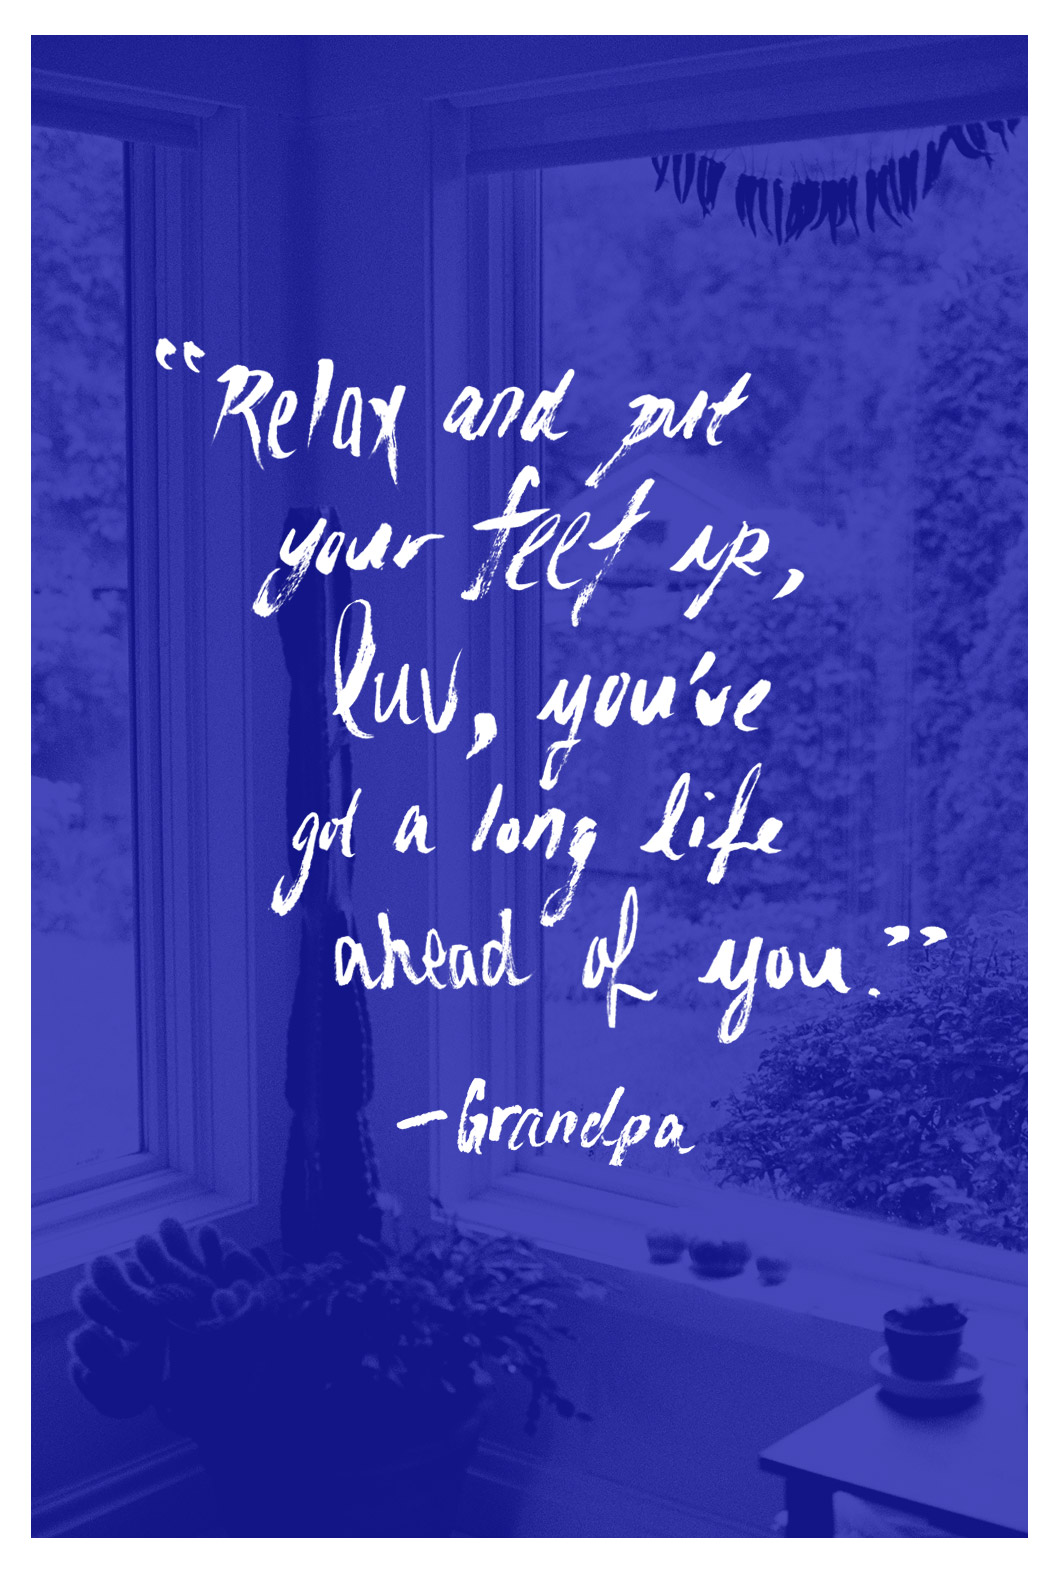 “Relax and put
your feet up,
luv, you've
got a long life
ahead of you.”
—Grandpa